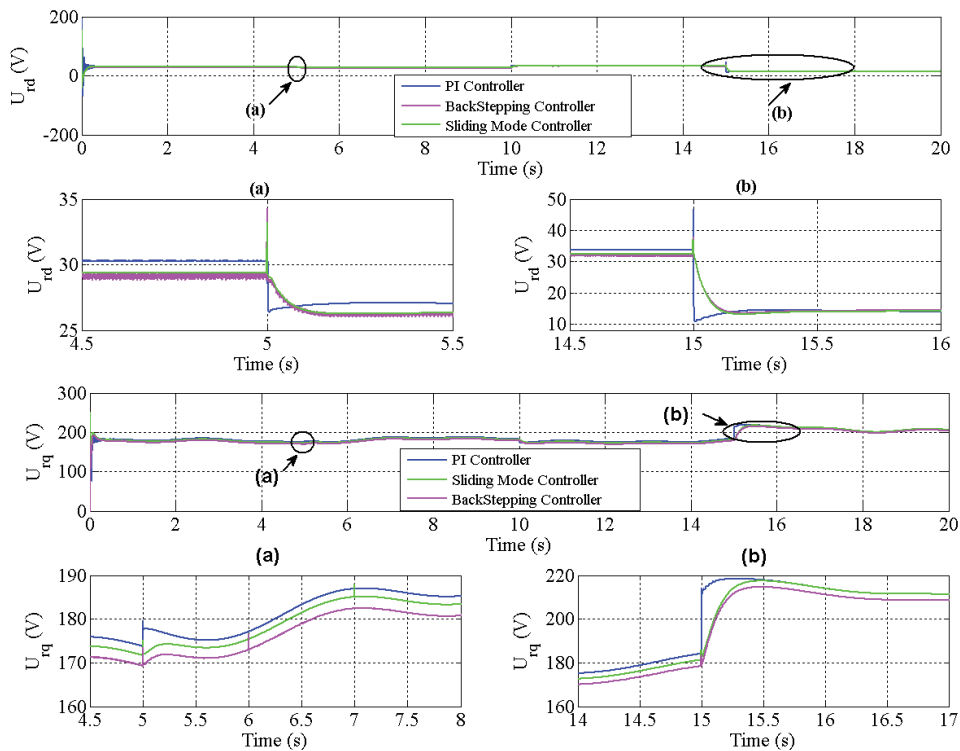 200
0
-200
U_rd (V)
(a)
(b)
PI Controller
BackStepping Controller
Sliding Mode Controller
0 2 4 6 8 10 12 14 16 18 20
Time (s)
(a)
35
30
25
U_rd (V)
4.5 5 5.5
Time (s)
(b)
50
40
30
20
10
U_rd (V)
14.5 15 15.5 16
Time (s)
300
200
100
0
U_rq (V)
(a)
(b)
PI Controller
Sliding Mode Controller
BackStepping Controller
0 2 4 6 8 10 12 14 16 18 20
Time (s)
(a)
190
180
170
160
U_rq (V)
4.5 5 5.5 6 6.5 7 7.5 8
Time (s)
(b)
220
200
180
160
U_rq (V)
14 14.5 15 15.5 16 16.5 17
Time (s)